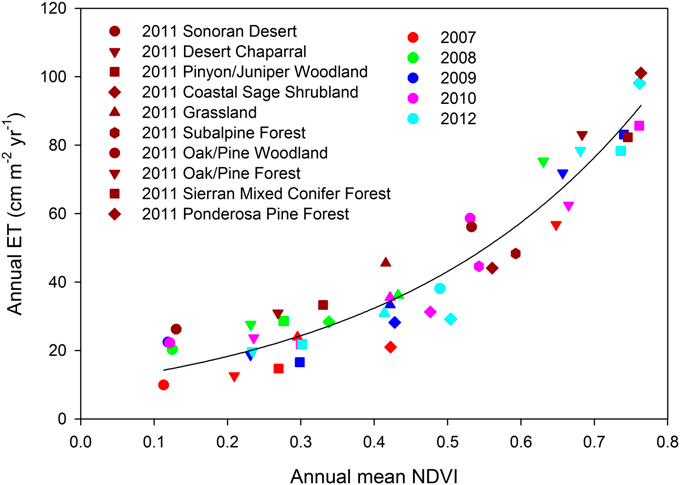 120
100
80
60
40
20
0
Annual ET (cm m⁻² yr⁻¹)
2011 Sonoran Desert
2011 Desert Chaparral
2011 Pinyon/Juniper Woodland
2011 Coastal Sage Shrubland
2011 Grassland
2011 Subalpine Forest
2011 Oak/Pine Woodland
2011 Oak/Pine Forest
2011 Sierran Mixed Conifer Forest
2011 Ponderosa Pine Forest
2007
2008
2009
2010
2012
0.0 0.1 0.2 0.3 0.4 0.5 0.6 0.7 0.8
Annual mean NDVI